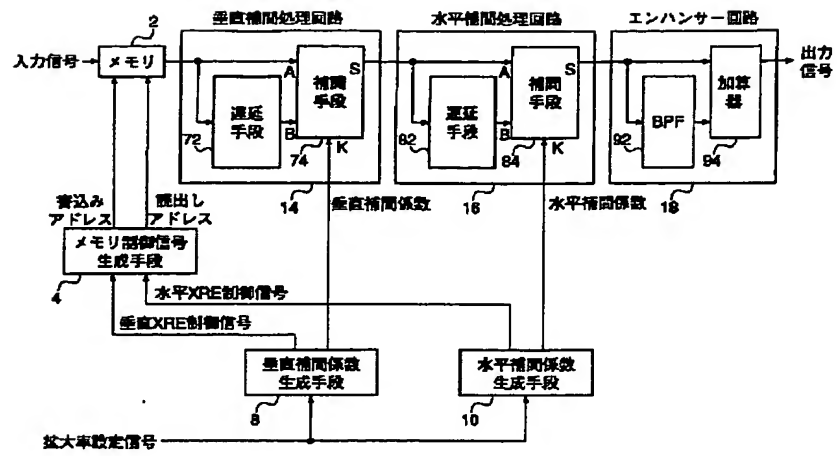 2
垂直補間処理回路
水平補間処理回路
エンハンサー回路
入力信号
メモリ
A
S
補間
手段
遅延
手段
B
K
72
74
A
S
補間
手段
遅延
手段
B
K
82
84
BPF
加算
器
92
94
出力
信号
14
垂直補間係数
16
水平補間係数
18
書込み
アドレス
読出し
アドレス
メモリ制御信号
生成手段
4
水平XRE制御信号
垂直XRE制御信号
垂直補間係数
生成手段
8
水平補間係数
生成手段
10
拡大率設定信号